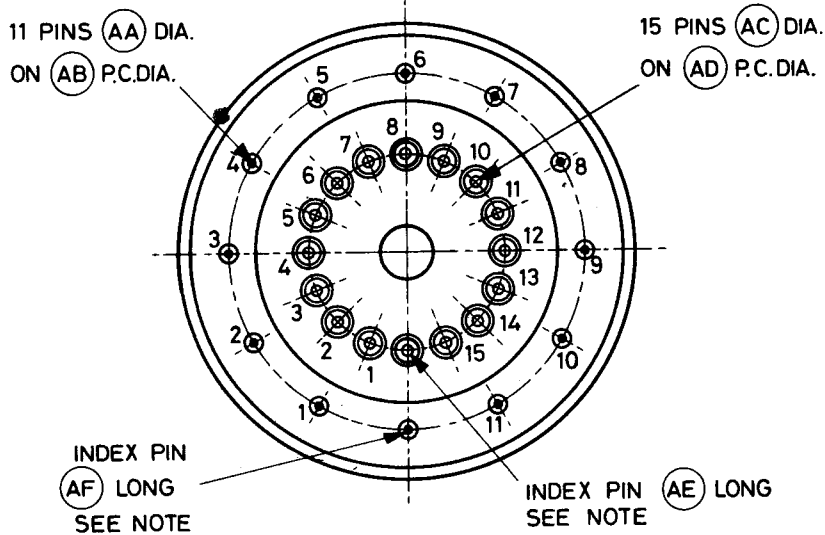 11 PINS AA DIA.
ON AB P.C.DIA.
15 PINS AC DIA.
ON AD P.C.DIA.
6
5
7
4
8
3
9
2
10
1
11
8
7
9
6
10
5
11
4
12
3
13
2
14
1
15
INDEX PIN
AF LONG
SEE NOTE
INDEX PIN AE LONG
SEE NOTE